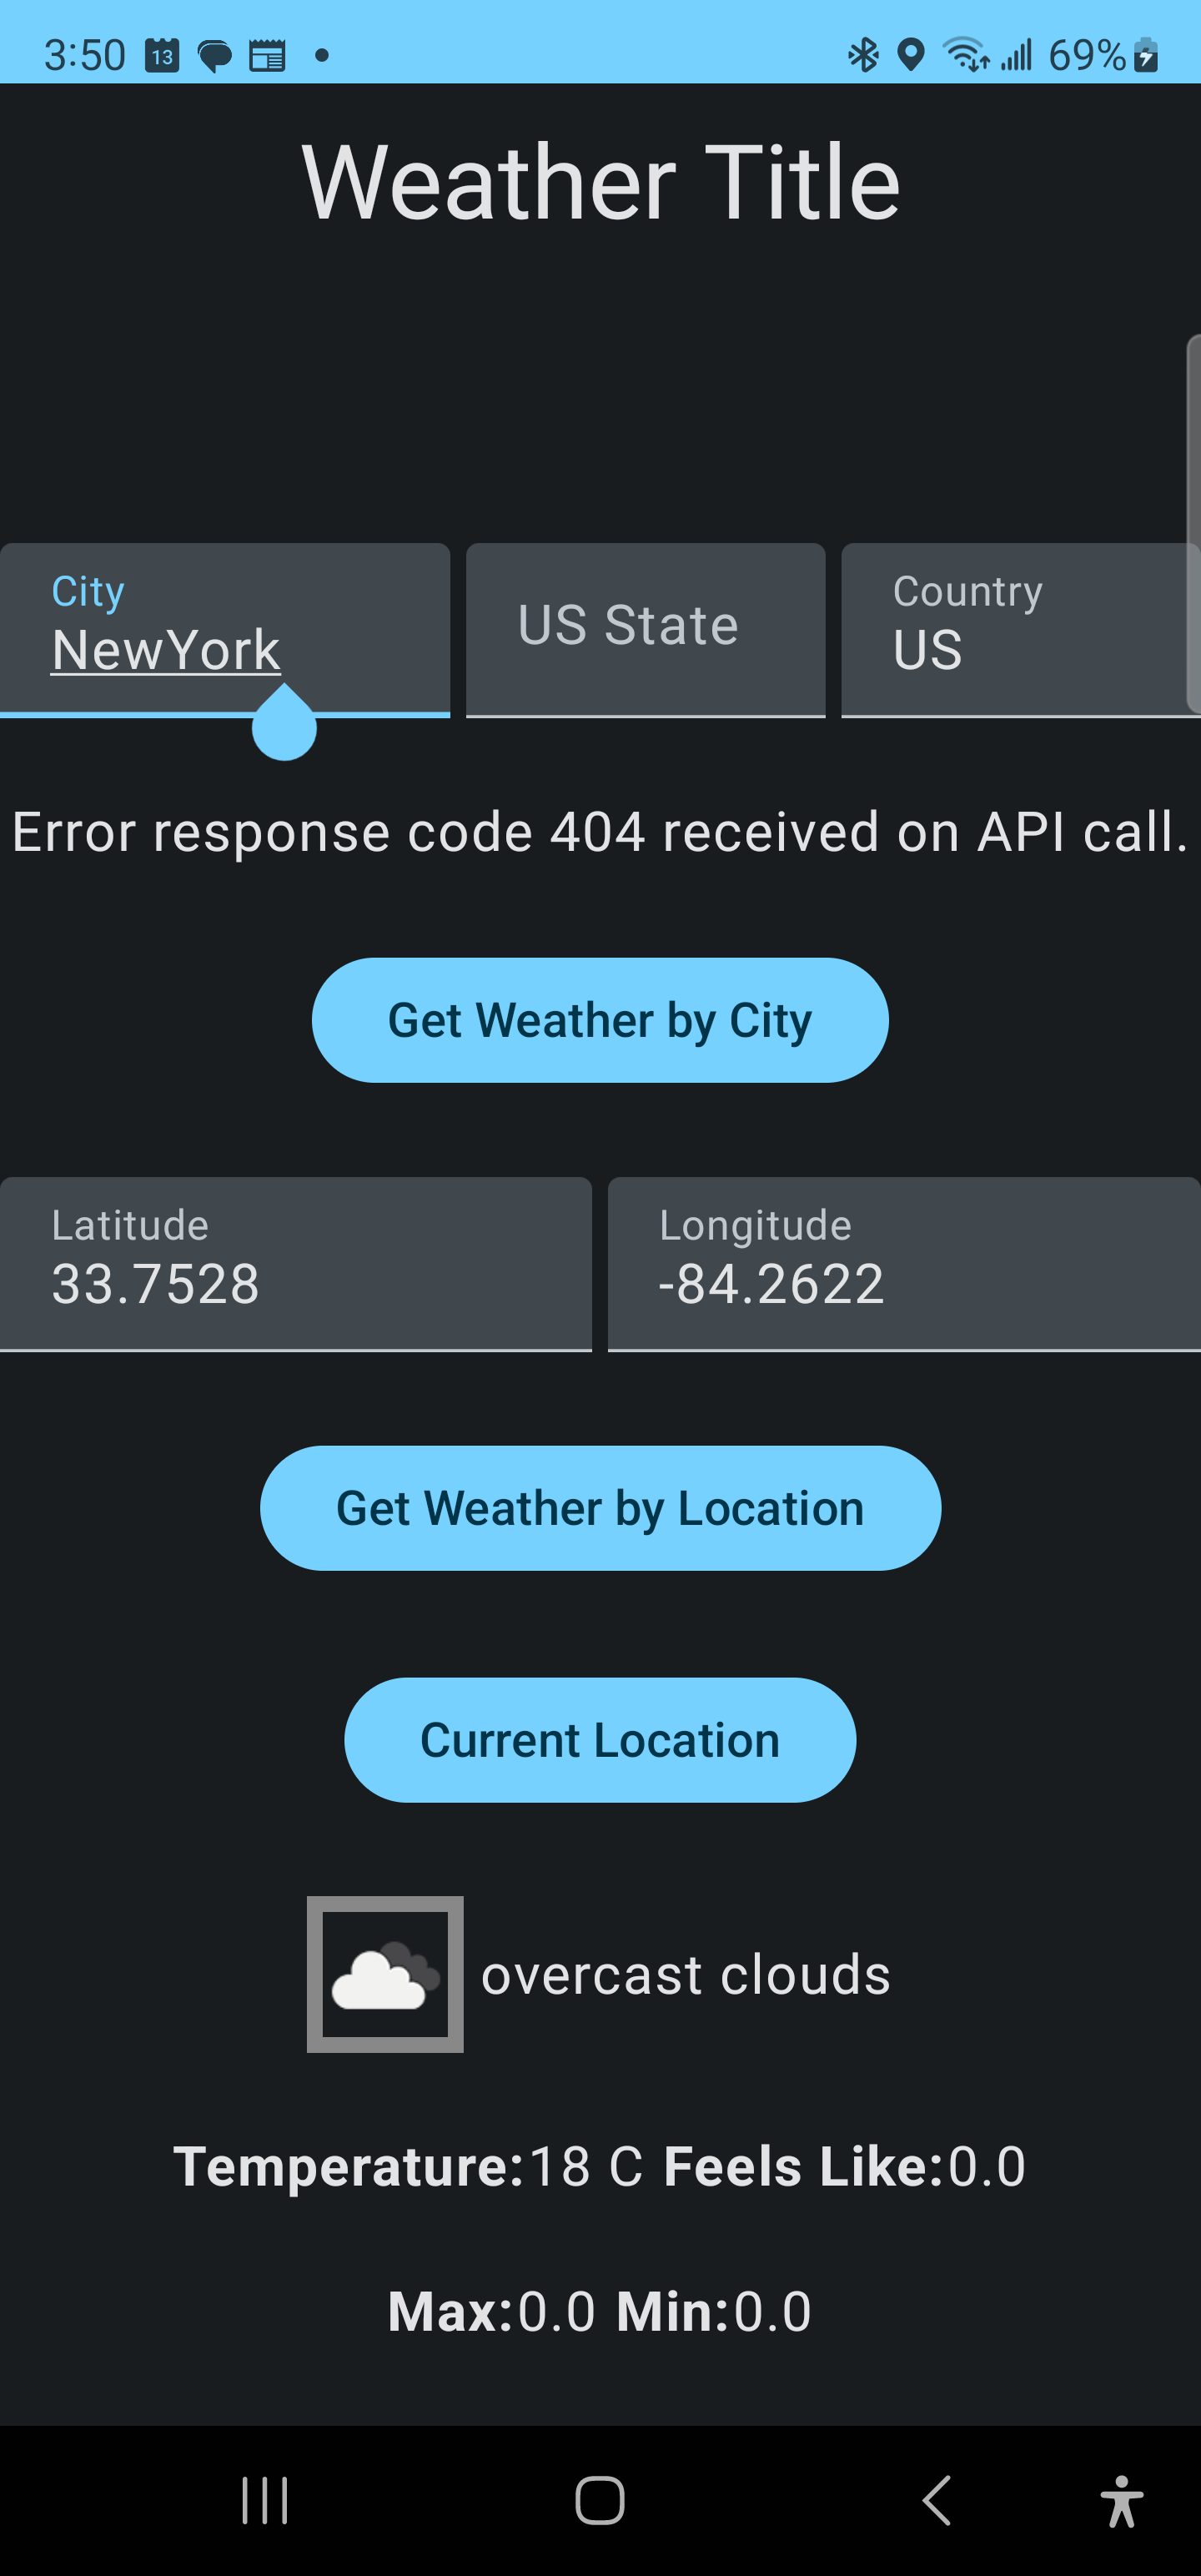 3:50 13 69%
Weather Title
City US State Country
NewYork US
Error response code 404 received on API call.
Get Weather by City
Latitude Longitude
33.7528 -84.2622
Get Weather by Location
Current Location
overcast clouds
Temperature:18 C Feels Like:0.0
Max:0.0 Min:0.0